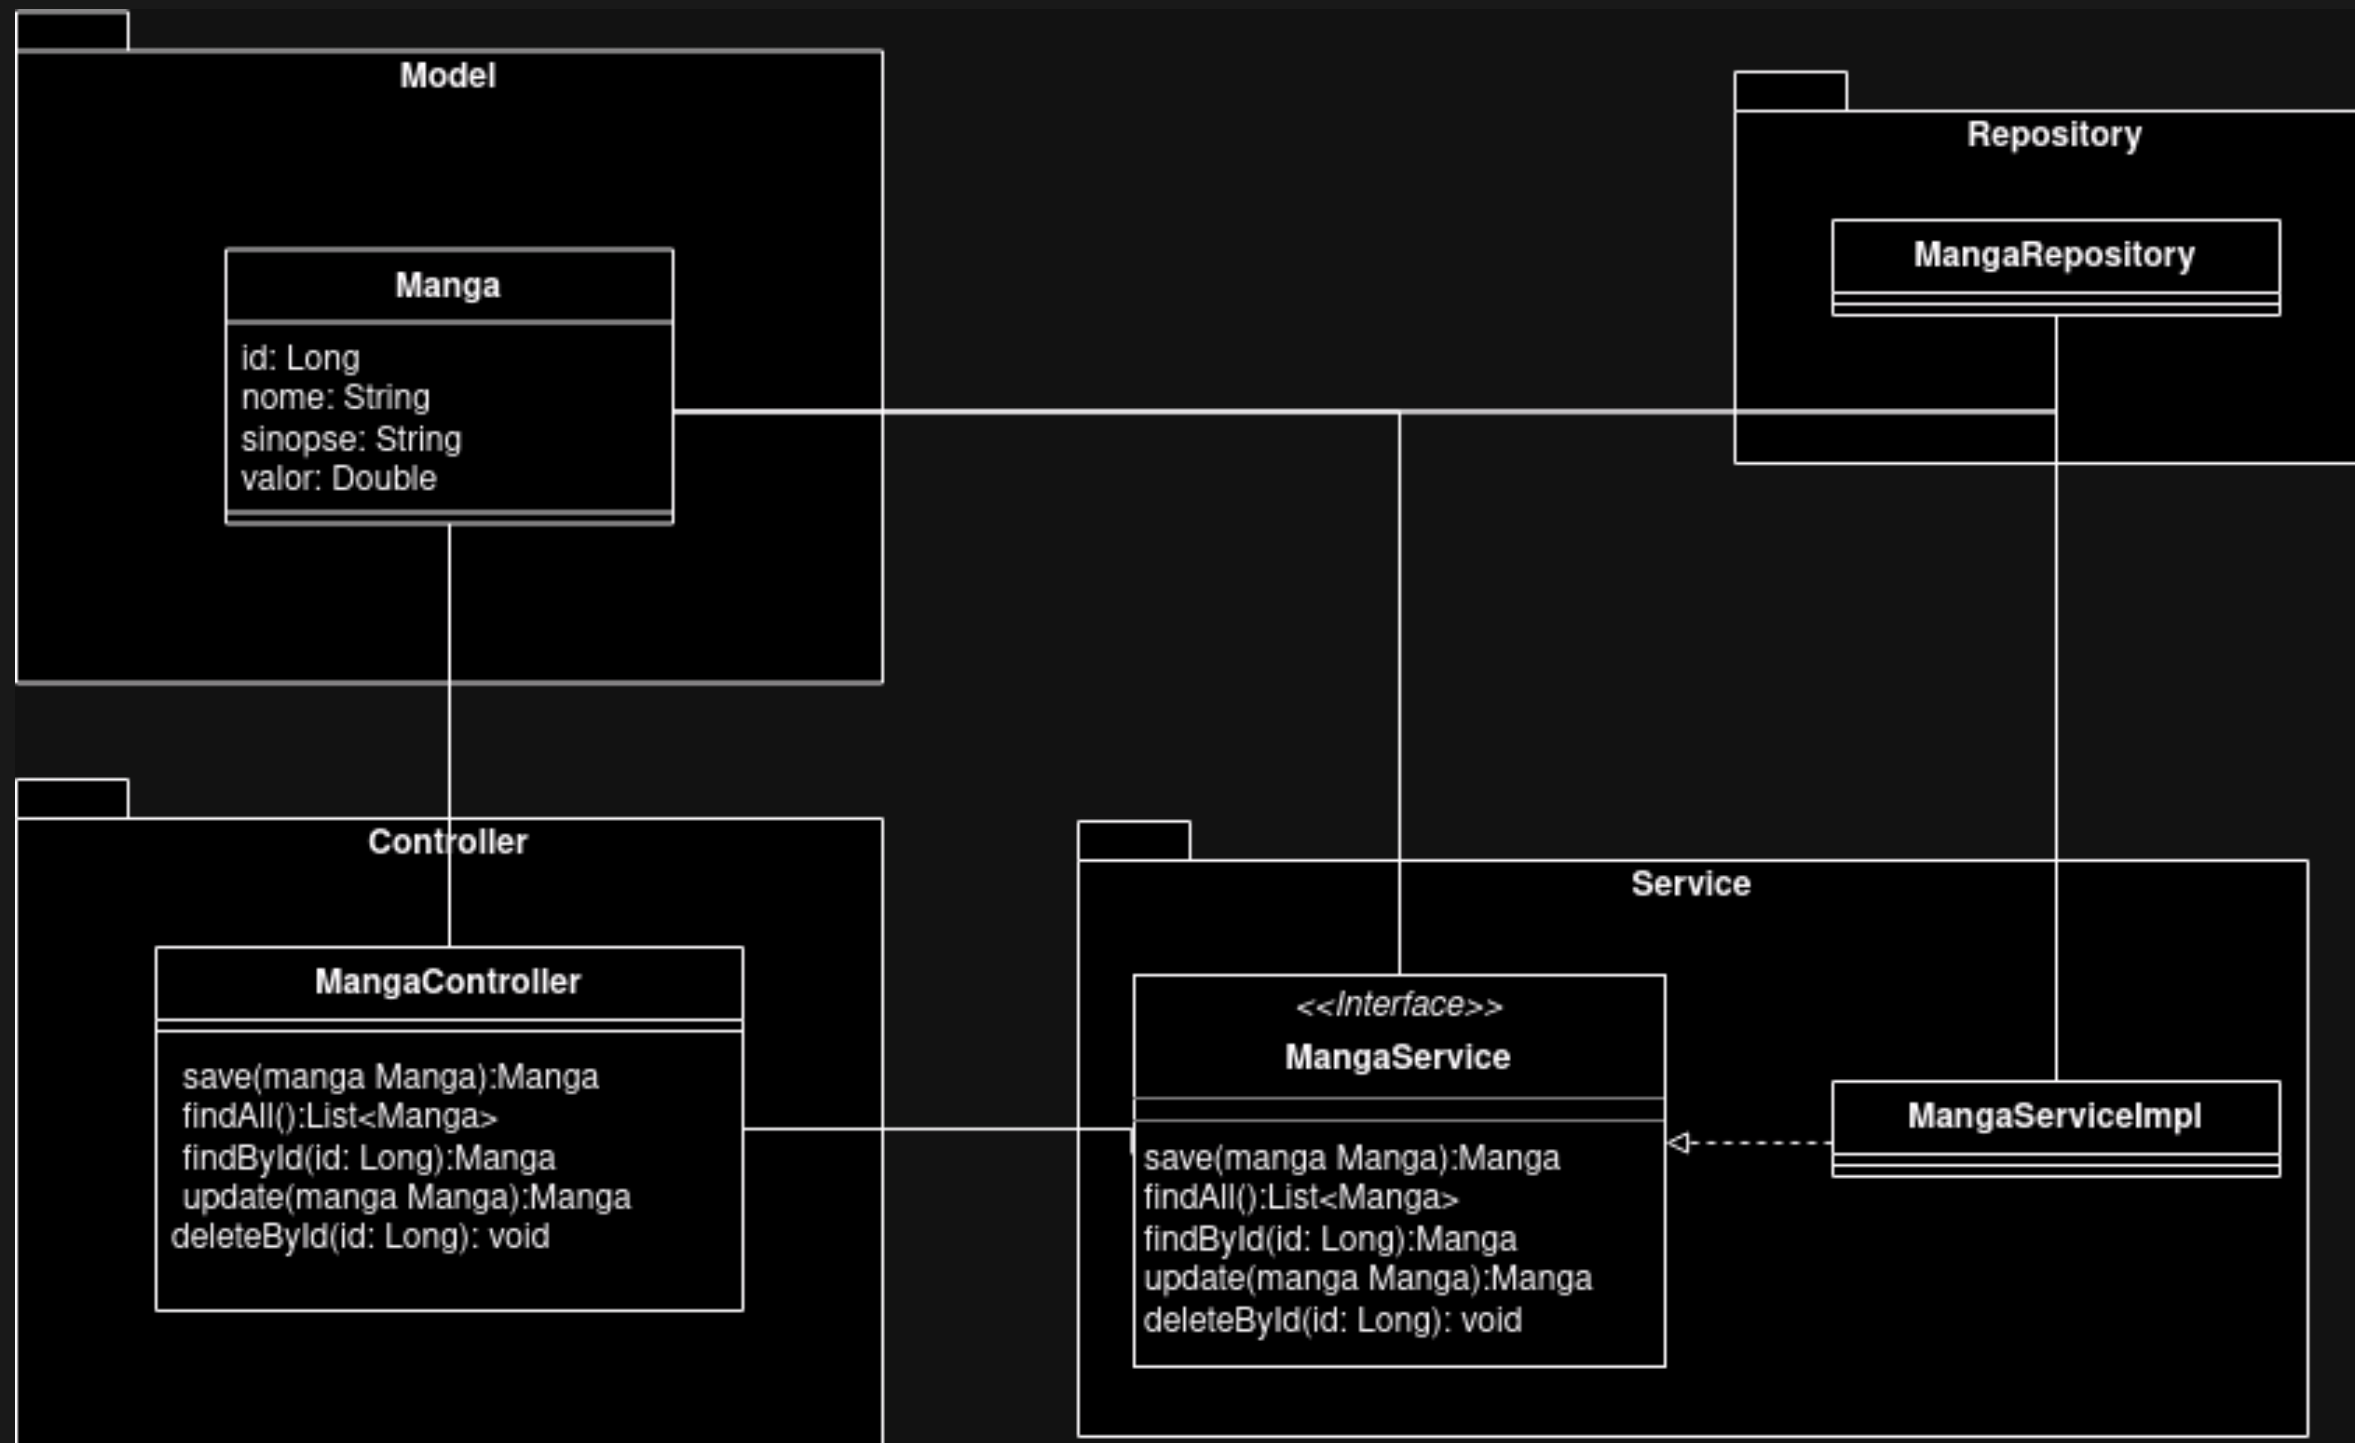 Model
Manga
id: Long
nome: String
sinopse: String
valor: Double
Repository
MangaRepository
Controller
MangaController
save(manga Manga):Manga
findAll():List<Manga>
findById(id: Long):Manga
update(manga Manga):Manga
deleteById(id: Long): void
Service
<<Interface>>
MangaService
save(manga Manga):Manga
findAll():List<Manga>
findById(id: Long):Manga
update(manga Manga):Manga
deleteById(id: Long): void
MangaServiceImpl